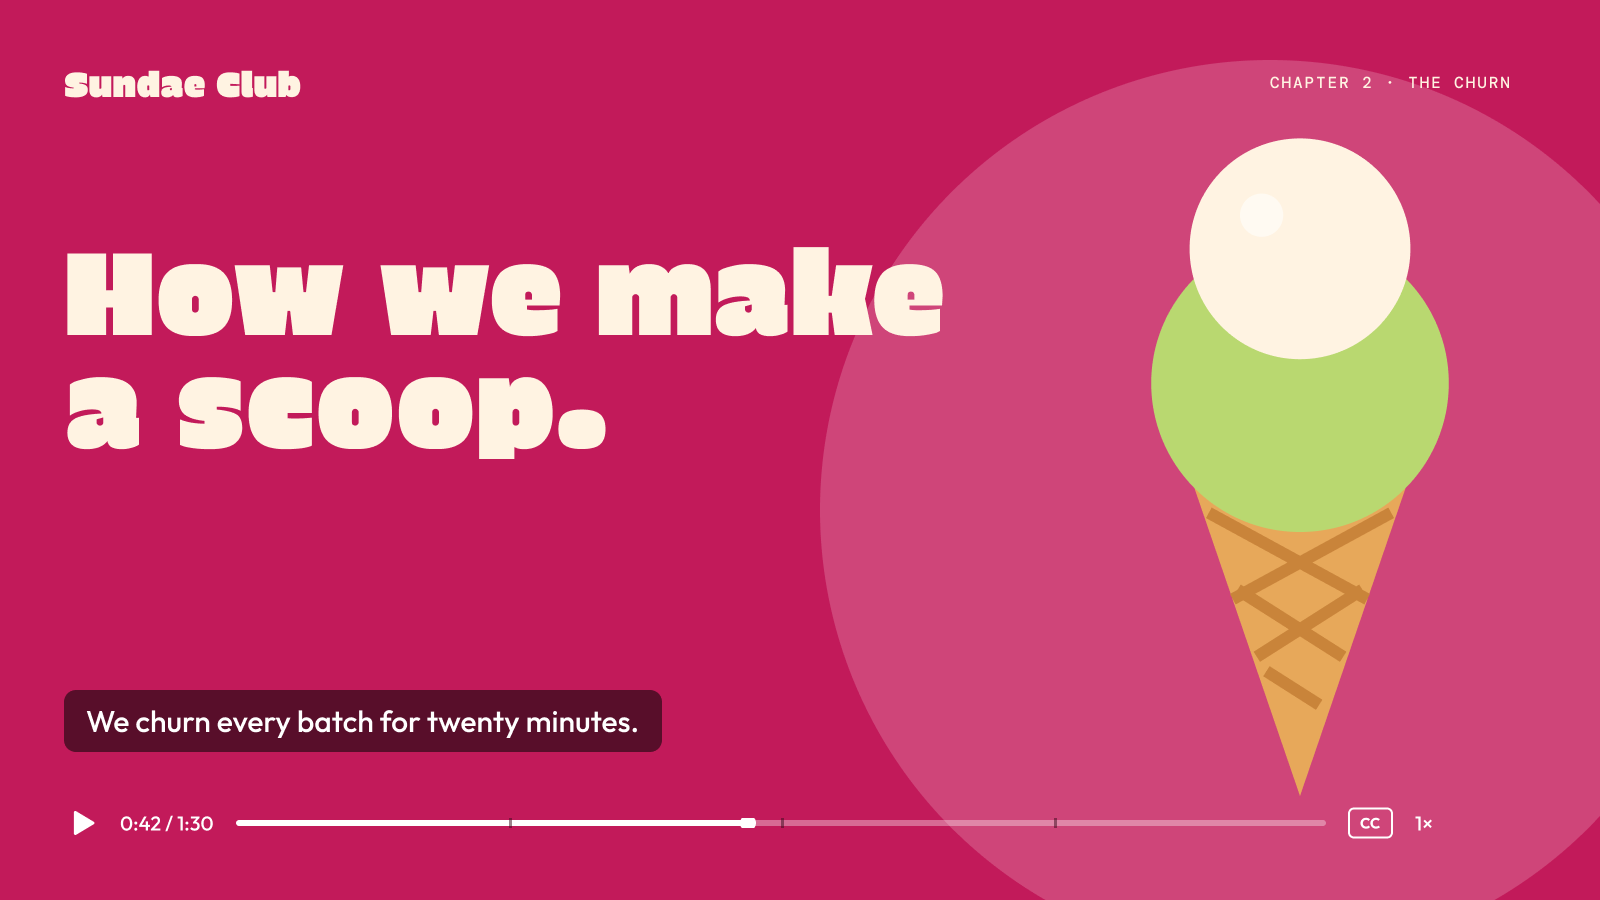 Sundae Club
CHAPTER 2 · THE CHURN
How we make
a scoop.
We churn every batch for twenty minutes.
0:42 / 1:30
CC
1×